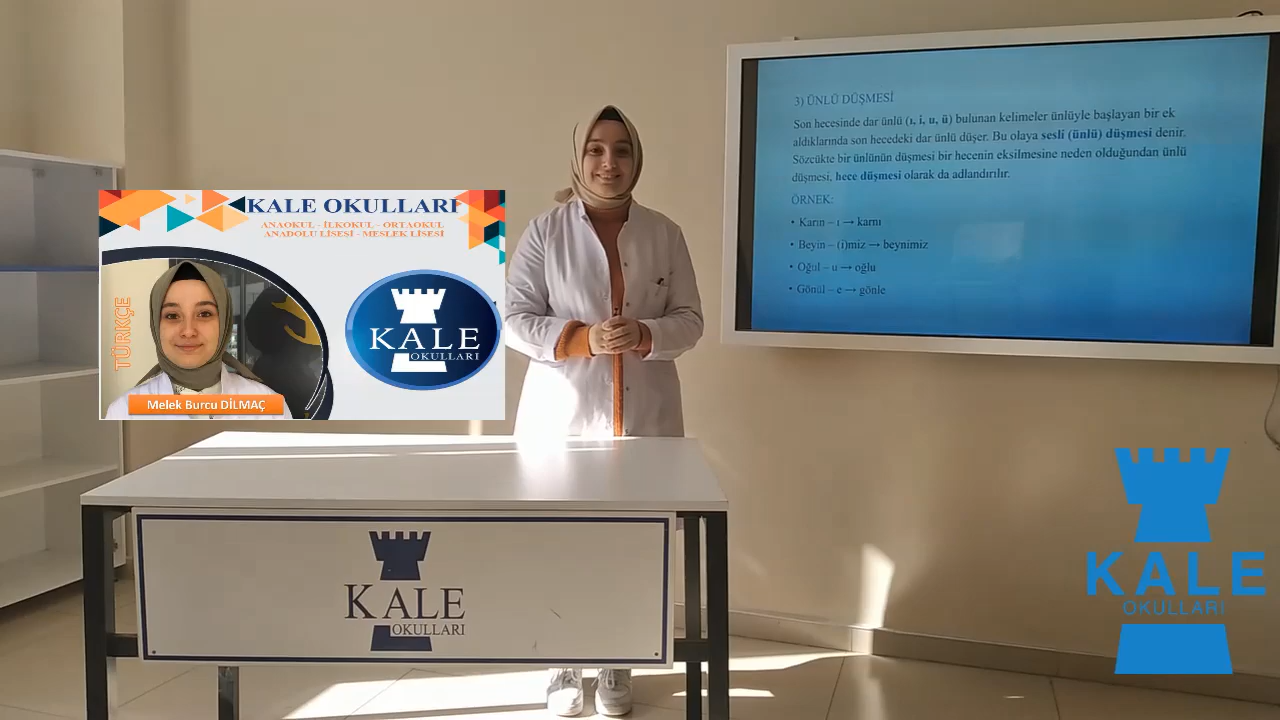 KALE OKULLARI
ANAOKUL - İLKOKUL - ORTAOKUL
ANADOLU LİSESİ - MESLEK LİSESİ
TÜRKÇE
KALE
OKULLARI
Melek Burcu DİLMAÇ
3) ÜNLÜ DÜŞMESİ
Son hecesinde dar ünlü (ı, i, u, ü) bulunan kelimeler ünlüyle başlayan bir ek
aldıklarında son hecedeki dar ünlü düşer. Bu olaya sesli (ünlü) düşmesi denir.
Sözcükte bir ünlünün düşmesi bir hecenin eksilmesine neden olduğundan ünlü
düşmesi, hece düşmesi olarak da adlandırılır.
ÖRNEK:
• Karın – ı → karnı
• Beyin – (i)miz → beynimiz
• Oğul – u → oğlu
• Gönül – e → gönle
KALE
OKULLARI
KALE
OKULLARI